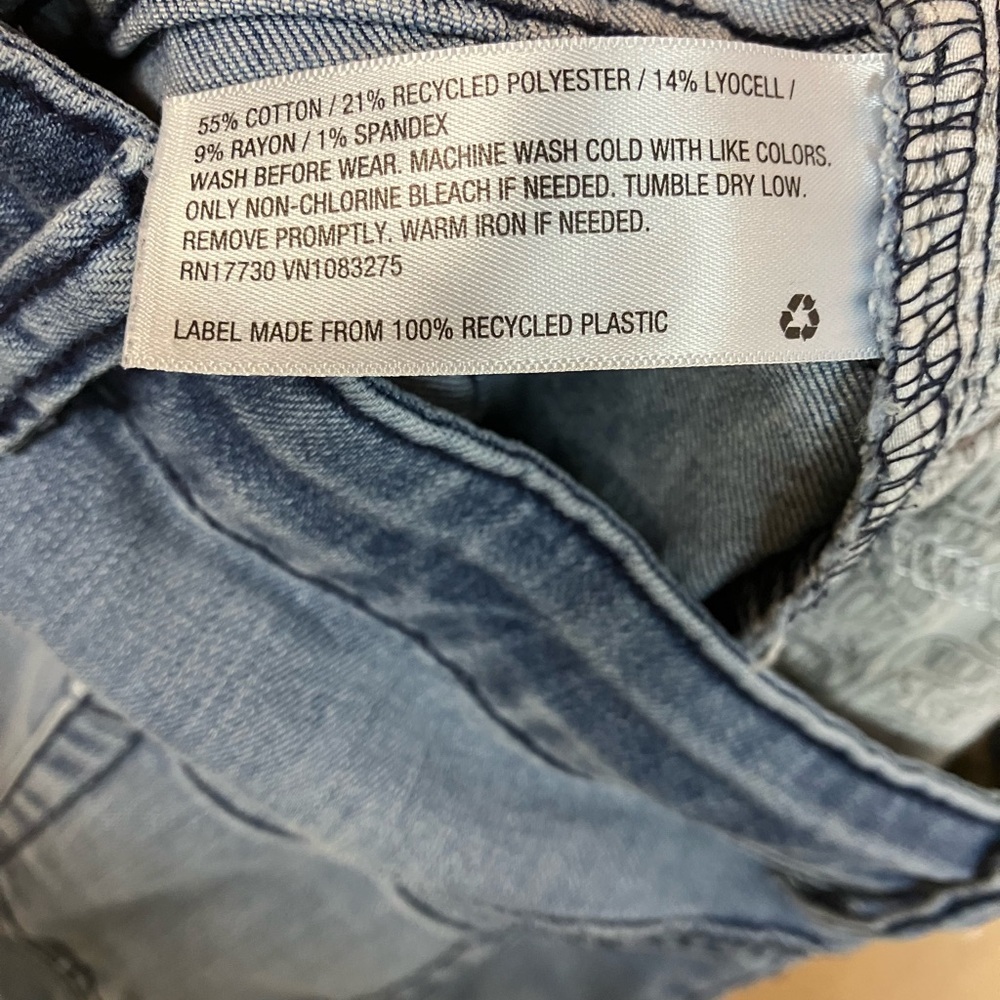 55% COTTON / 21% RECYCLED POLYESTER / 14% LYOCELL /
9% RAYON / 1% SPANDEX
WASH BEFORE WEAR. MACHINE WASH COLD WITH LIKE COLORS.
ONLY NON-CHLORINE BLEACH IF NEEDED. TUMBLE DRY LOW.
REMOVE PROMPTLY. WARM IRON IF NEEDED.
RN17730 VN1083275
LABEL MADE FROM 100% RECYCLED PLASTIC